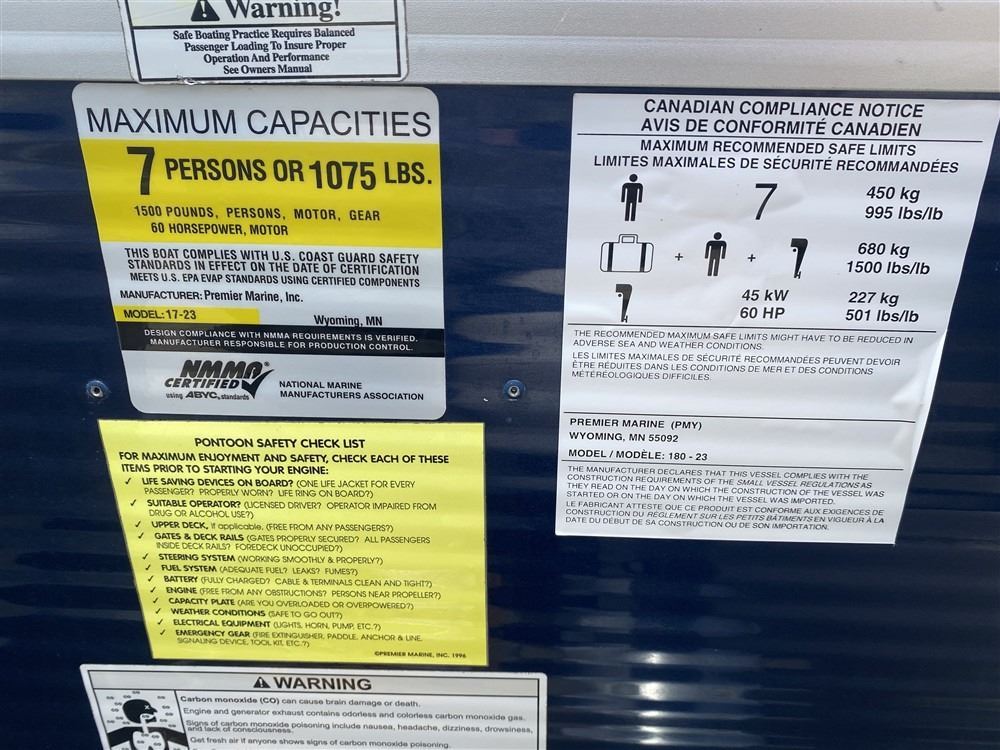 Warning!
Safe Boating Practice Requires Balanced
Passenger Loading To Insure Proper
Operation And Performance
See Owners Manual
MAXIMUM CAPACITIES
7 PERSONS OR 1075 LBS.
1500 POUNDS, PERSONS, MOTOR, GEAR
60 HORSEPOWER, MOTOR
THIS BOAT COMPLIES WITH U.S. COAST GUARD SAFETY
STANDARDS IN EFFECT ON THE DATE OF CERTIFICATION
MEETS U.S. EPA EVAP STANDARDS USING CERTIFIED COMPONENTS
MANUFACTURER: Premier Marine, Inc.
MODEL: 17-23 Wyoming, MN
DESIGN COMPLIANCE WITH NMMA REQUIREMENTS IS VERIFIED.
MANUFACTURER RESPONSIBLE FOR PRODUCTION CONTROL.
NMMA
CERTIFIED
using ABYC, standards
NATIONAL MARINE
MANUFACTURERS ASSOCIATION
PONTOON SAFETY CHECK LIST
FOR MAXIMUM ENJOYMENT AND SAFETY, CHECK EACH OF THESE
ITEMS PRIOR TO STARTING YOUR ENGINE:
✓ LIFE SAVING DEVICES ON BOARD? (ONE LIFE JACKET FOR EVERY
PASSENGER? PROPERLY WORN? LIFE RING ON BOARD?)
✓ SUITABLE OPERATOR? (LICENSED DRIVER? OPERATOR IMPAIRED FROM
DRUG OR ALCOHOL USE?)
✓ UPPER DECK, if applicable, (FREE FROM ANY PASSENGERS?)
✓ GATES & DECK RAILS (GATES PROPERLY SECURED? ALL PASSENGERS
INSIDE DECK RAILS? FOREDECK UNOCCUPIED?)
✓ STEERING SYSTEM (WORKING SMOOTHLY & PROPERLY?)
✓ FUEL SYSTEM (ADEQUATE FUEL? LEAKS? FUMES?)
✓ BATTERY (FULLY CHARGED? CABLE & TERMINALS CLEAN AND TIGHT?)
✓ ENGINE (FREE FROM ANY OBSTRUCTIONS? PERSONS NEAR PROPELLER?)
✓ CAPACITY PLATE (ARE YOU OVERLOADED OR OVERPOWERED?)
✓ WEATHER CONDITIONS (SAFE TO GO OUT?)
✓ ELECTRICAL EQUIPMENT (LIGHTS, HORN, PUMP, ETC.?)
✓ EMERGENCY GEAR (FIRE EXTINGUISHER, PADDLE, ANCHOR & LINE,
SIGNALING DEVICE, TOOL KIT, ETC.?)
©PREMIER MARINE, INC. 1996
WARNING
Carbon monoxide (CO) can cause brain damage or death.
Engine and generator exhaust contains odorless and colorless carbon monoxide gas.
Signs of carbon monoxide poisoning include nausea, headache, dizziness, drowsiness,
and lack of consciousness.
Get fresh air if anyone shows signs of carbon monoxide poisoning.
CANADIAN COMPLIANCE NOTICE
AVIS DE CONFORMITÉ CANADIEN
MAXIMUM RECOMMENDED SAFE LIMITS
LIMITES MAXIMALES DE SÉCURITÉ RECOMMANDÉES
7 450 kg
995 lbs/lb
+ + 680 kg
1500 lbs/lb
45 kW 227 kg
60 HP 501 lbs/lb
THE RECOMMENDED MAXIMUM SAFE LIMITS MIGHT HAVE TO BE REDUCED IN
ADVERSE SEA AND WEATHER CONDITIONS.
LES LIMITES MAXIMALES DE SÉCURITÉ RECOMMANDÉES PEUVENT DEVOIR
ÊTRE RÉDUITES DANS LES CONDITIONS DE MER ET DES CONDITIONS
MÉTÉOROLOGIQUES DIFFICILES.
PREMIER MARINE (PMY)
WYOMING, MN 55092
MODEL / MODÈLE: 180 - 23
THE MANUFACTURER DECLARES THAT THIS VESSEL COMPLIES WITH THE
CONSTRUCTION REQUIREMENTS OF THE SMALL VESSEL REGULATIONS AS
THEY READ ON THE DAY ON WHICH THE CONSTRUCTION OF THE VESSEL WAS
STARTED OR ON THE DAY ON WHICH THE VESSEL WAS IMPORTED.
LE FABRICANT ATTESTE QUE CE PRODUIT EST CONFORME AUX EXIGENCES DE
CONSTRUCTION DU RÈGLEMENT SUR LES PETITS BÂTIMENTS EN VIGUEUR À LA
DATE DU DÉBUT DE SA CONSTRUCTION OU DE SON IMPORTATION.